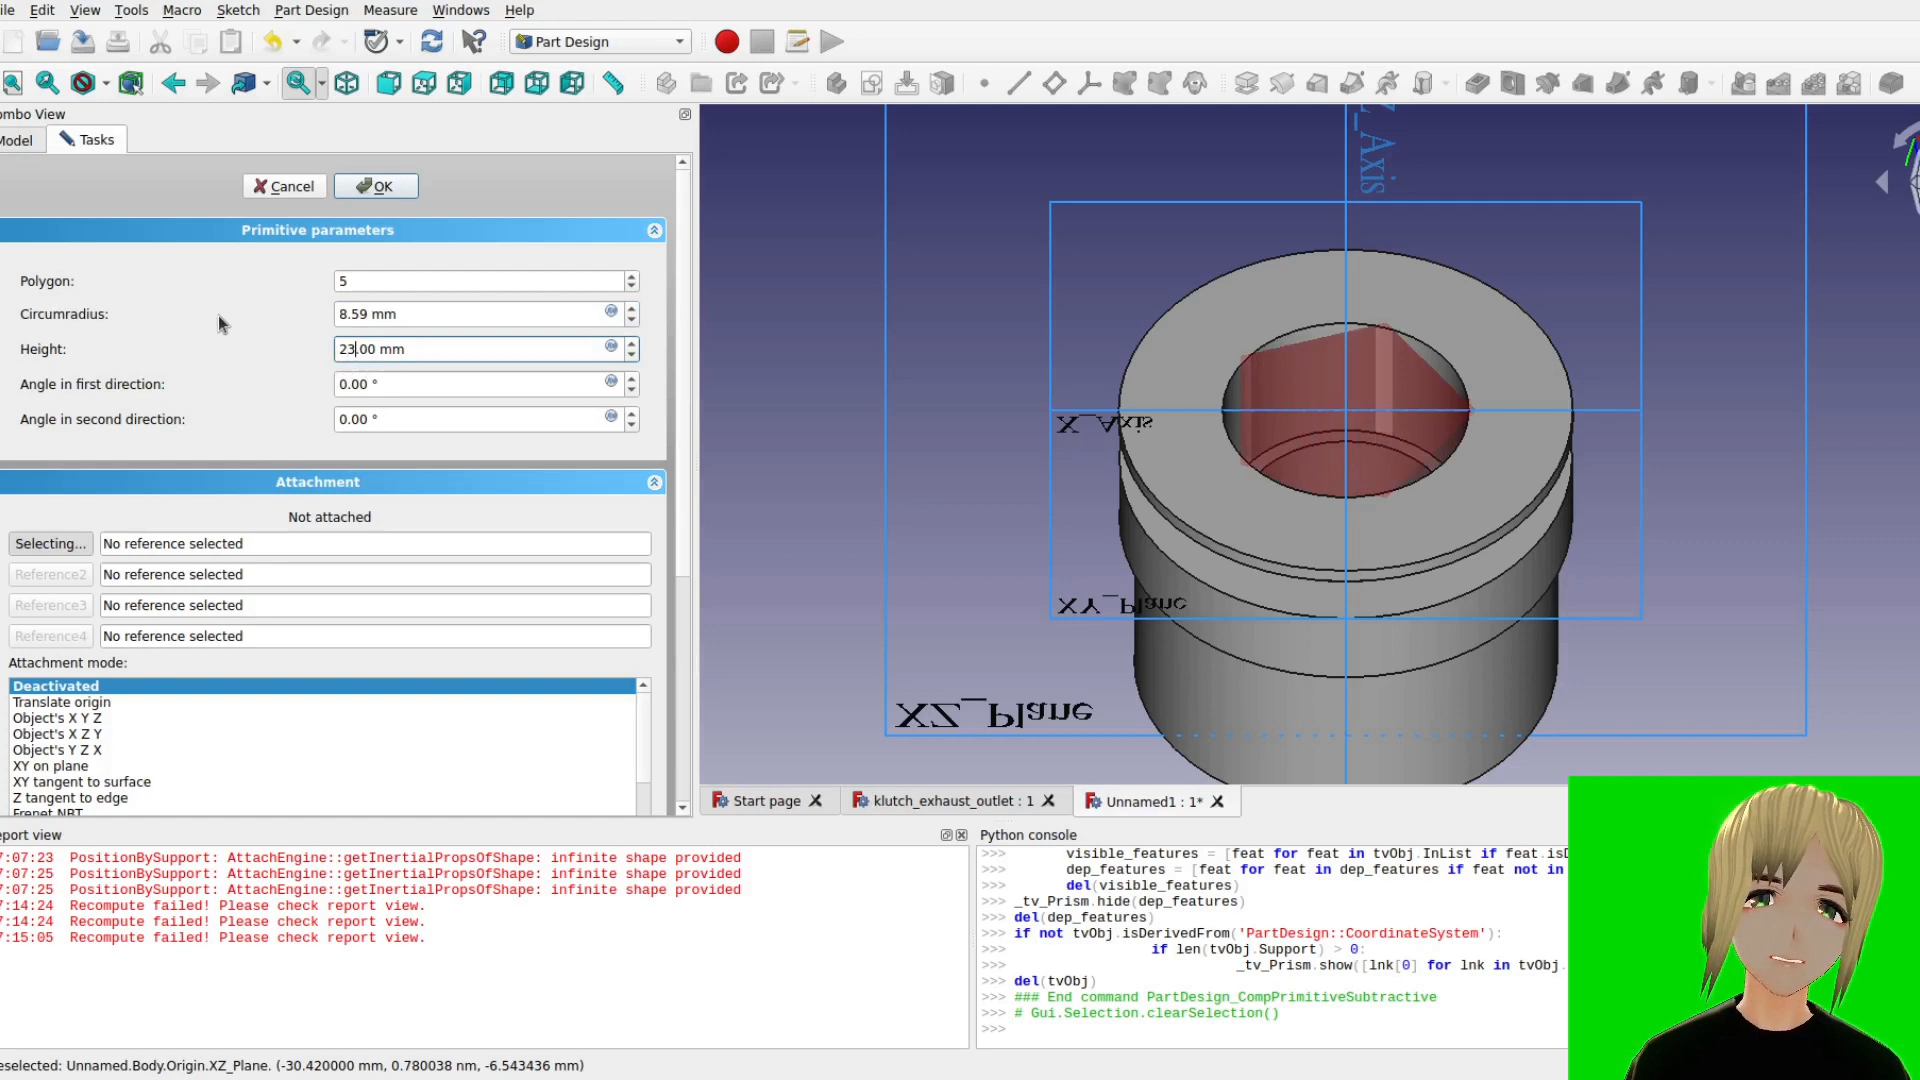 ile Edit View Tools Macro Sketch Part Design Measure Windows Help
Part Design
ombo View
Model Tasks
Cancel OK
Primitive parameters
Polygon: 5
Circumradius: 8.59 mm
Height: 23.00 mm
Angle in first direction: 0.00 °
Angle in second direction: 0.00 °
Attachment
Not attached
Selecting... No reference selected
Reference2 No reference selected
Reference3 No reference selected
Reference4 No reference selected
Attachment mode:
Deactivated
Translate origin
Object's X Y Z
Object's X Z Y
Object's Y Z X
XY on plane
XY tangent to surface
Z tangent to edge
Frenet NBT
Z_Axis
X_Axis
XY_Plane
XZ_Plane
Start page klutch_exhaust_outlet : 1 Unnamed1 : 1*
eport view
7:07:23 PositionBySupport: AttachEngine::getInertialPropsOfShape: infinite shape provided
7:07:25 PositionBySupport: AttachEngine::getInertialPropsOfShape: infinite shape provided
7:07:25 PositionBySupport: AttachEngine::getInertialPropsOfShape: infinite shape provided
7:14:24 Recompute failed! Please check report view.
7:14:24 Recompute failed! Please check report view.
7:15:05 Recompute failed! Please check report view.
Python console
>>> visible_features = [feat for feat in tvObj.InList if feat.isD
>>> dep_features = [feat for feat in dep_features if feat not in
>>> del(visible_features)
>>> _tv_Prism.hide(dep_features)
>>> del(dep_features)
>>> if not tvObj.isDerivedFrom('PartDesign::CoordinateSystem'):
>>> if len(tvObj.Support) > 0:
>>> _tv_Prism.show([lnk[0] for lnk in tvObj.
>>> del(tvObj)
>>> ### End command PartDesign_CompPrimitiveSubtractive
>>> # Gui.Selection.clearSelection()
>>>
eselected: Unnamed.Body.Origin.XZ_Plane. (-30.420000 mm, 0.780038 nm, -6.543436 mm)